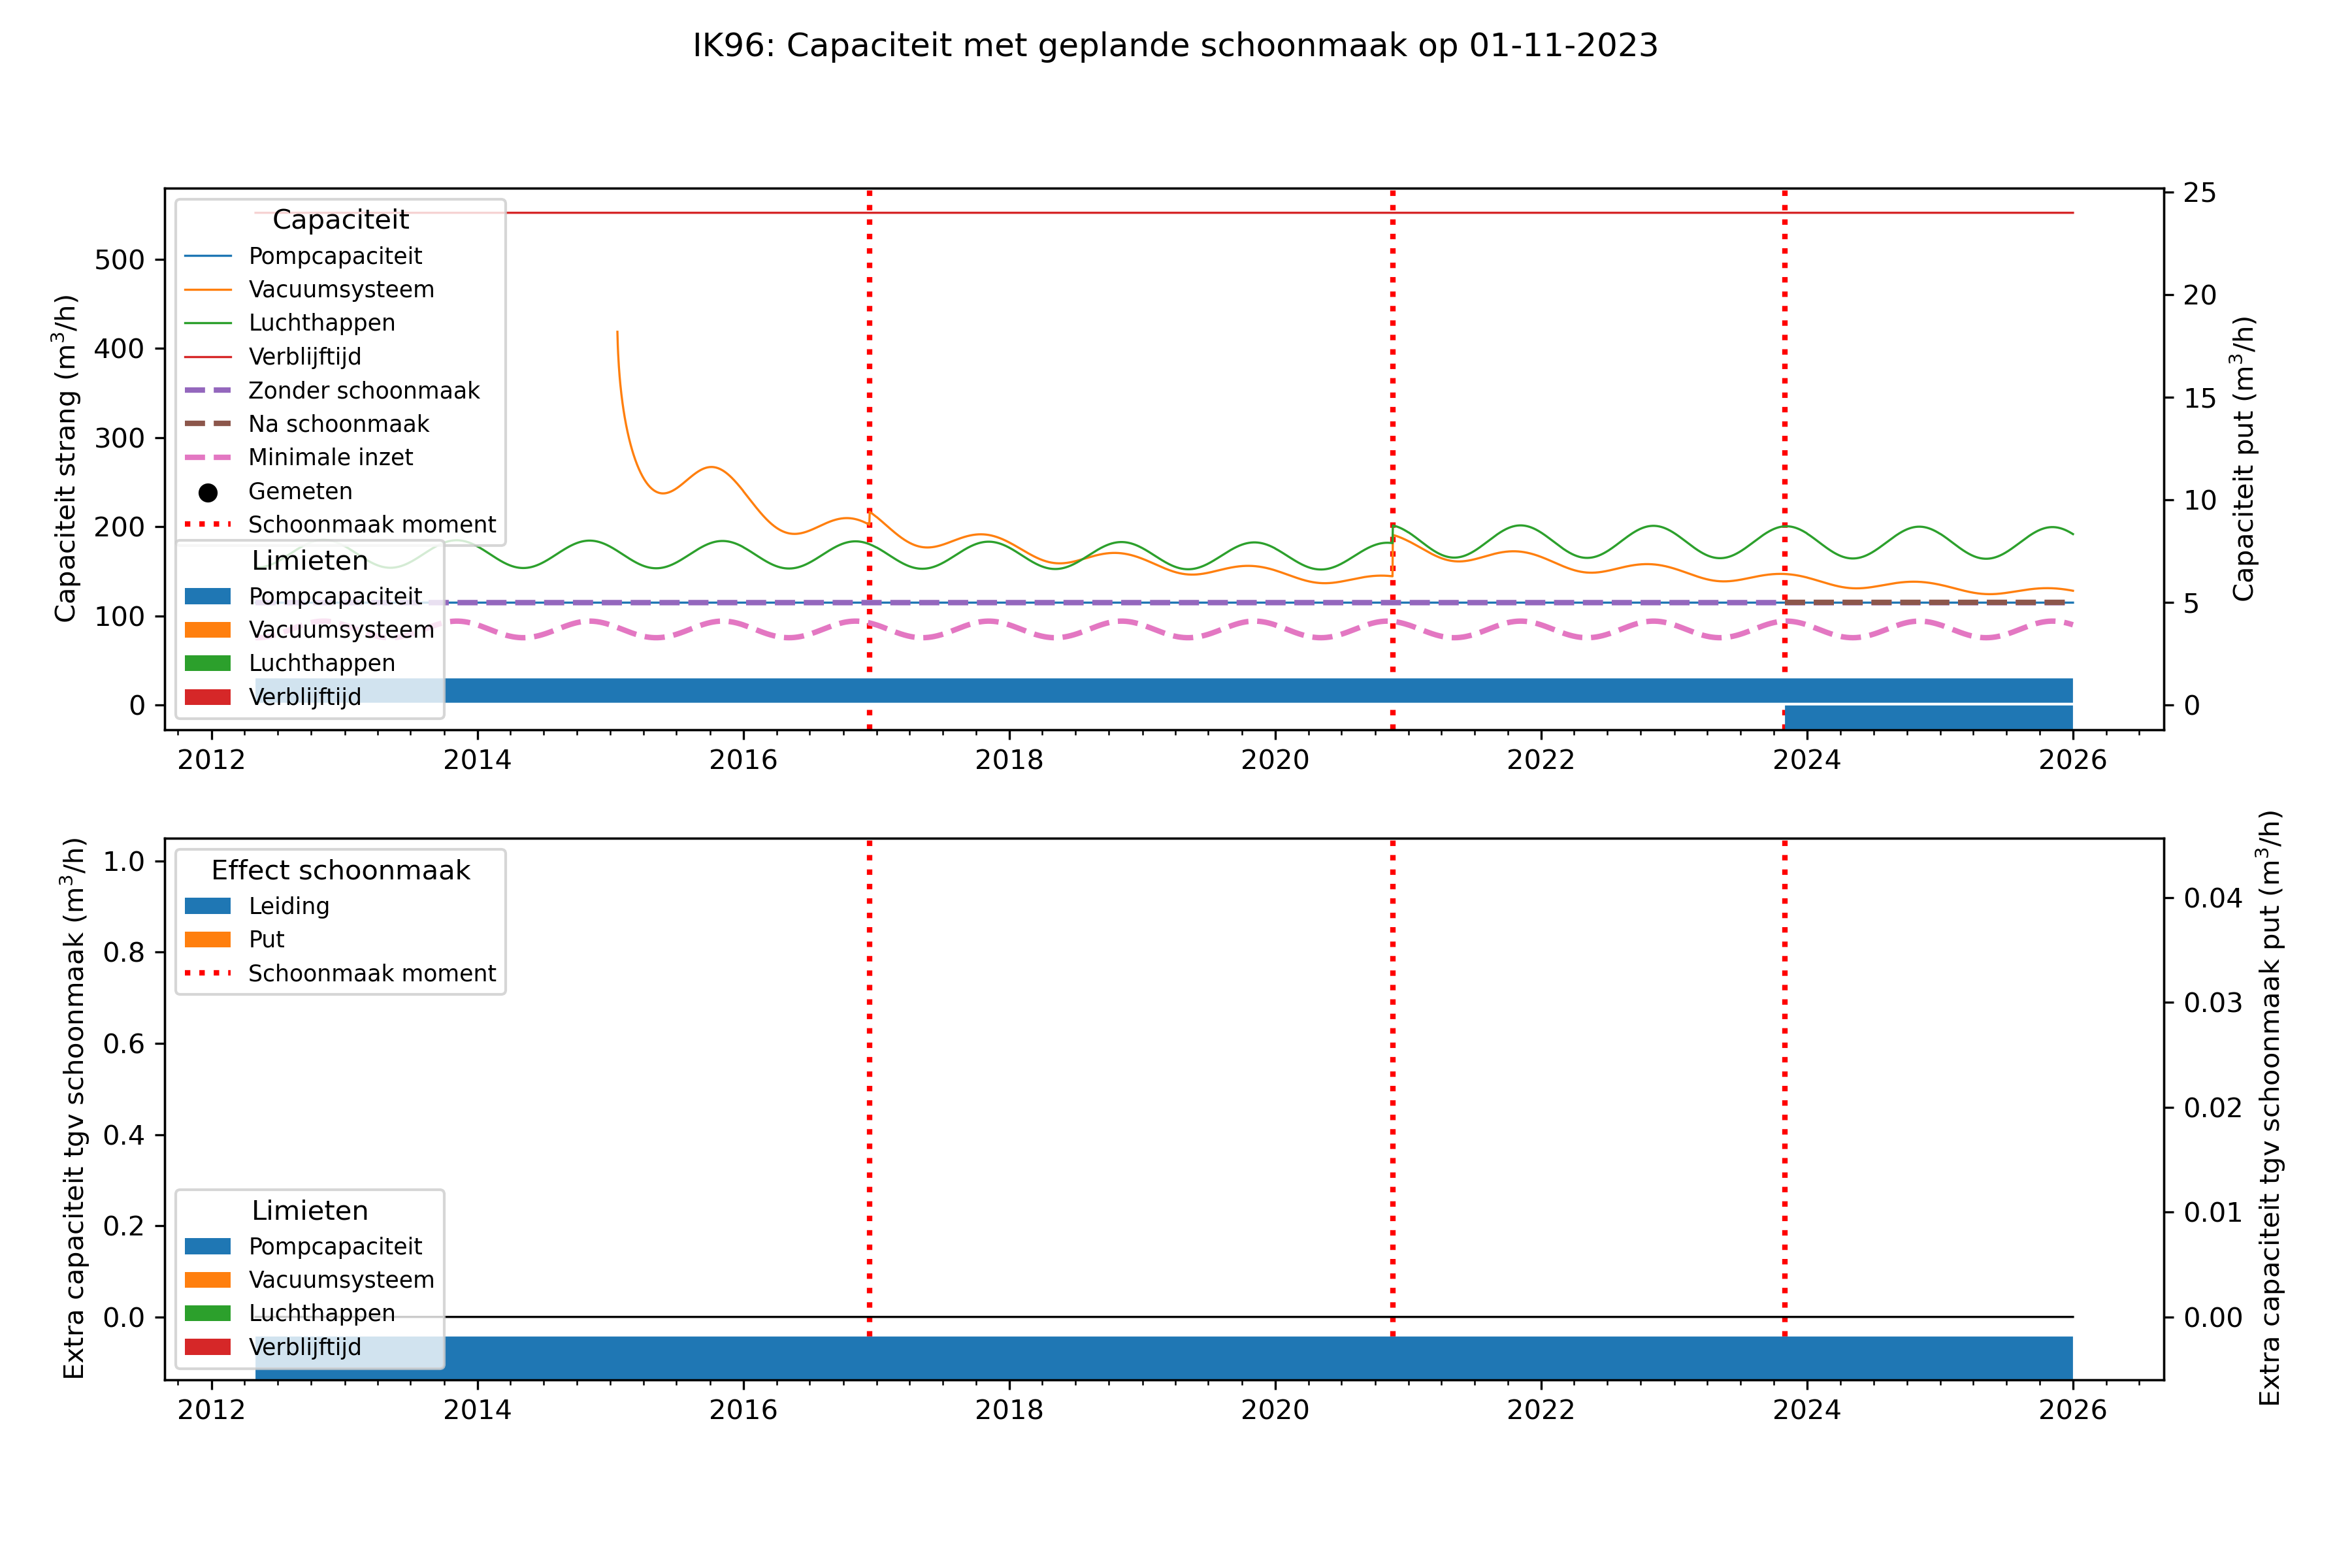 IK96: Capaciteit met geplande schoonmaak op 01-11-2023
Capaciteit strang (m³/h)
500
400
300
200
100
0
Capaciteit
Pompcapaciteit
Vacuumsysteem
Luchthappen
Verblijftijd
Zonder schoonmaak
Na schoonmaak
Minimale inzet
Gemeten
Schoonmaak moment
Limieten
Pompcapaciteit
Vacuumsysteem
Luchthappen
Verblijftijd
25
20
15
10
5
0
Capaciteit put (m³/h)
2012 2014 2016 2018 2020 2022 2024 2026
Extra capaciteit tgv schoonmaak (m³/h)
1.0
0.8
0.6
0.4
0.2
0.0
Effect schoonmaak
Leiding
Put
Schoonmaak moment
Limieten
Pompcapaciteit
Vacuumsysteem
Luchthappen
Verblijftijd
0.04
0.03
0.02
0.01
0.00
Extra capaciteit tgv schoonmaak put (m³/h)
2012 2014 2016 2018 2020 2022 2024 2026